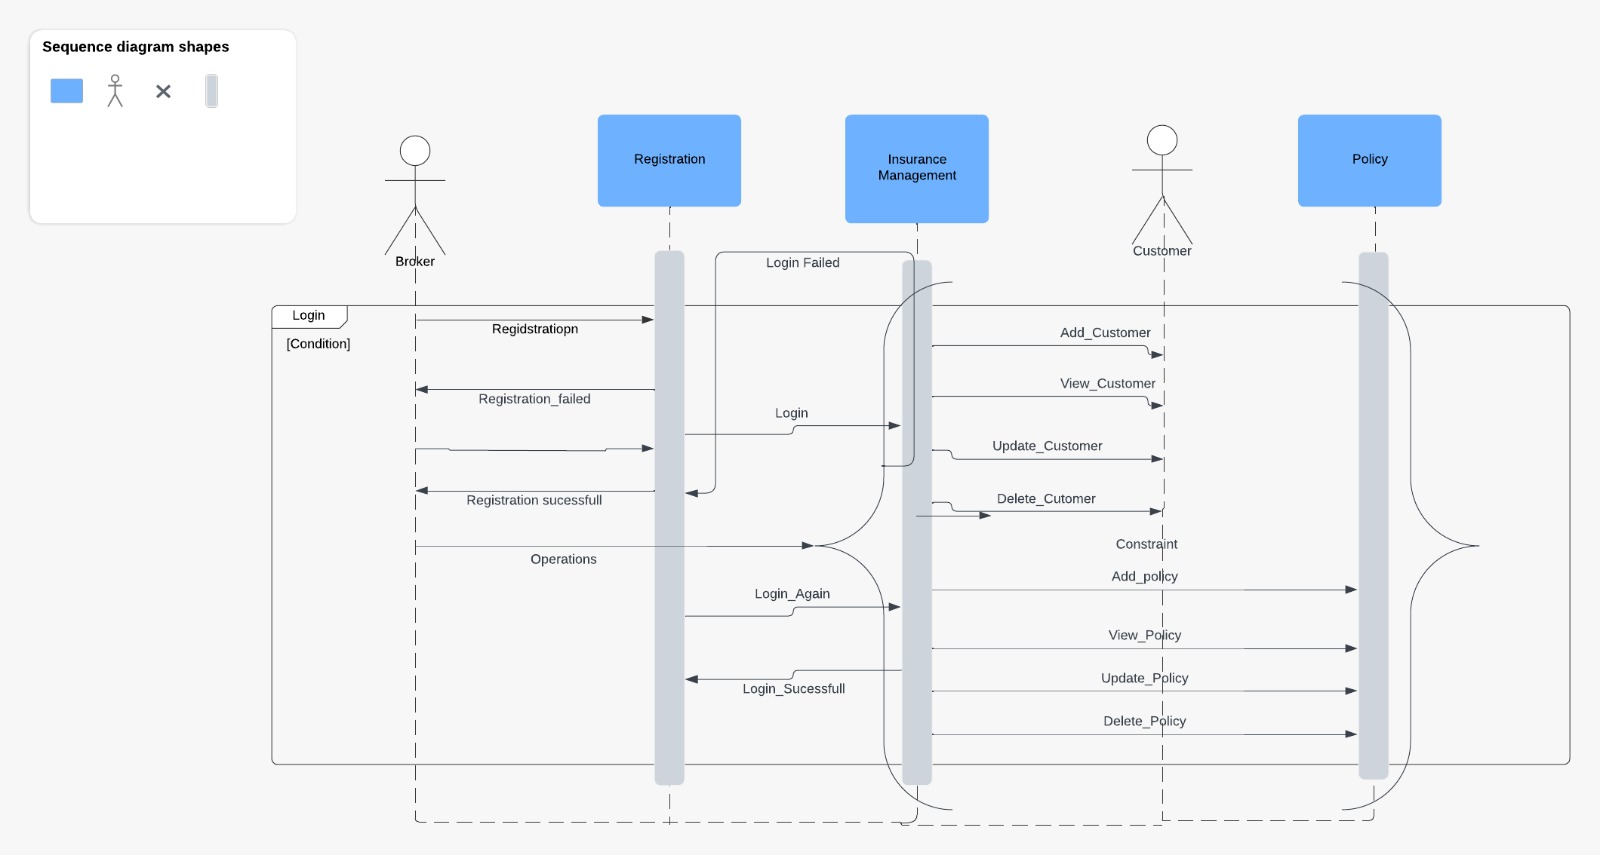 Sequence diagram shapes
Registration
Insurance
Management
Policy
Broker
Customer
Login Failed
Login
[Condition]
Regidstratiopn
Add_Customer
View_Customer
Registration_failed
Login
Update_Customer
Registration sucessfull
Delete_Cutomer
Constraint
Operations
Add_policy
Login_Again
View_Policy
Update_Policy
Login_Sucessfull
Delete_Policy